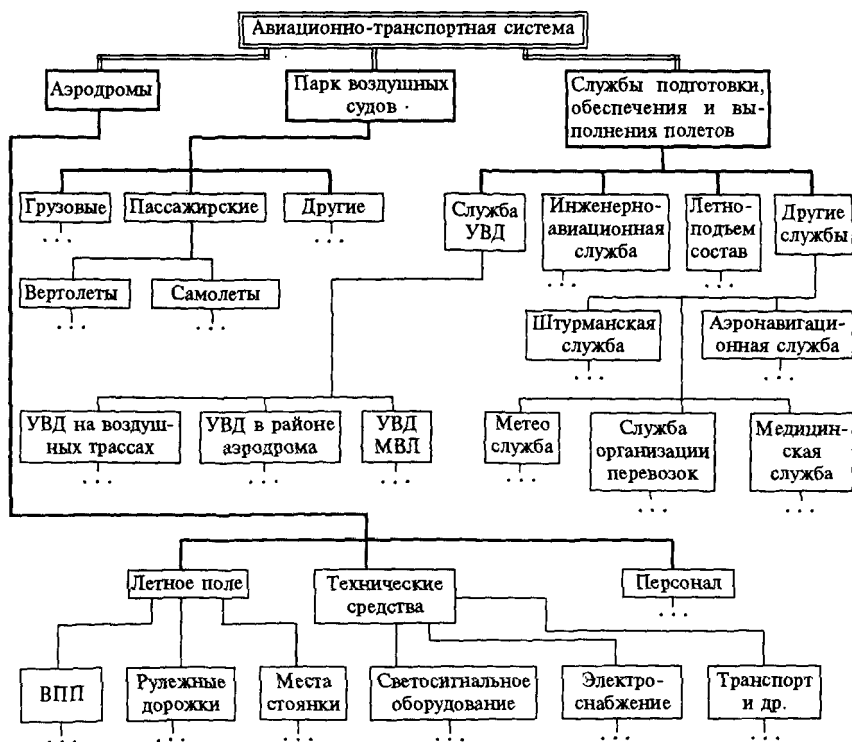 Авиационно-транспортная система
Аэродромы
Парк воздушных
судов
Службы подготовки,
обеспечения и вы-
полнения полетов
Грузовые
Пассажирские
Другие
Служба
УВД
Инженерно-
авиационная
служба
Летно-
подъем
состав
Другие
службы
. . .
. . .
. . .
. . .
Вертолеты
Самолеты
. . .
. . .
Штурманская
служба
Аэронавигаци-
онная служба
. . .
. . .
УВД на воздуш-
ных трассах
УВД в районе
аэродрома
УВД
МВЛ
Метео
служба
Служба
организации
перевозок
Медицин-
ская
служба
. . .
. . .
. . .
. . .
. . .
. . .
Летное поле
Технические
средства
Персонал
. . .
ВПП
Рулежные
дорожки
Места
стоянки
Светосигнальное
оборудование
Электро-
снабжение
Транспорт
и др.
. . .
. . .
. . .
. . .
. . .
. . .